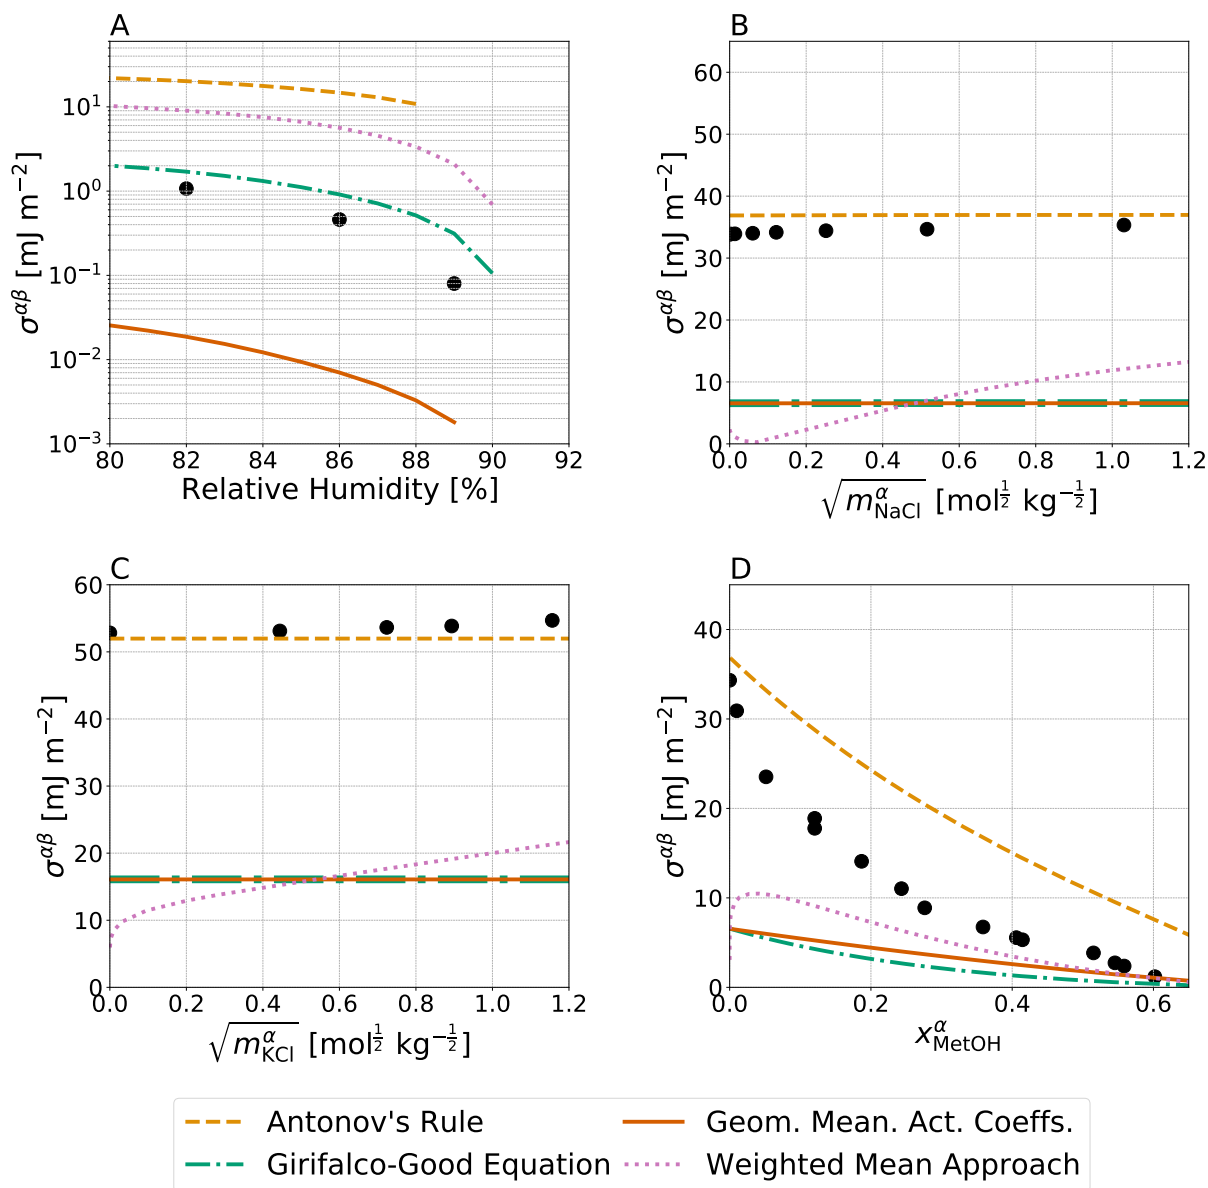 A
σ^{αβ} [mJ m⁻²]
10¹
10⁰
10⁻¹
10⁻²
10⁻³
80 82 84 86 88 90 92
Relative Humidity [%]
B
σ^{αβ} [mJ m⁻²]
60
50
40
30
20
10
0
0.0 0.2 0.4 0.6 0.8 1.0 1.2
√m^α_NaCl [mol^{1/2} kg^{-1/2}]
C
σ^{αβ} [mJ m⁻²]
60
50
40
30
20
10
0
0.0 0.2 0.4 0.6 0.8 1.0 1.2
√m^α_KCl [mol^{1/2} kg^{-1/2}]
D
σ^{αβ} [mJ m⁻²]
40
30
20
10
0
0.0 0.2 0.4 0.6
x^α_MetOH
Antonov's Rule
Girifalco-Good Equation
Geom. Mean. Act. Coeffs.
Weighted Mean Approach